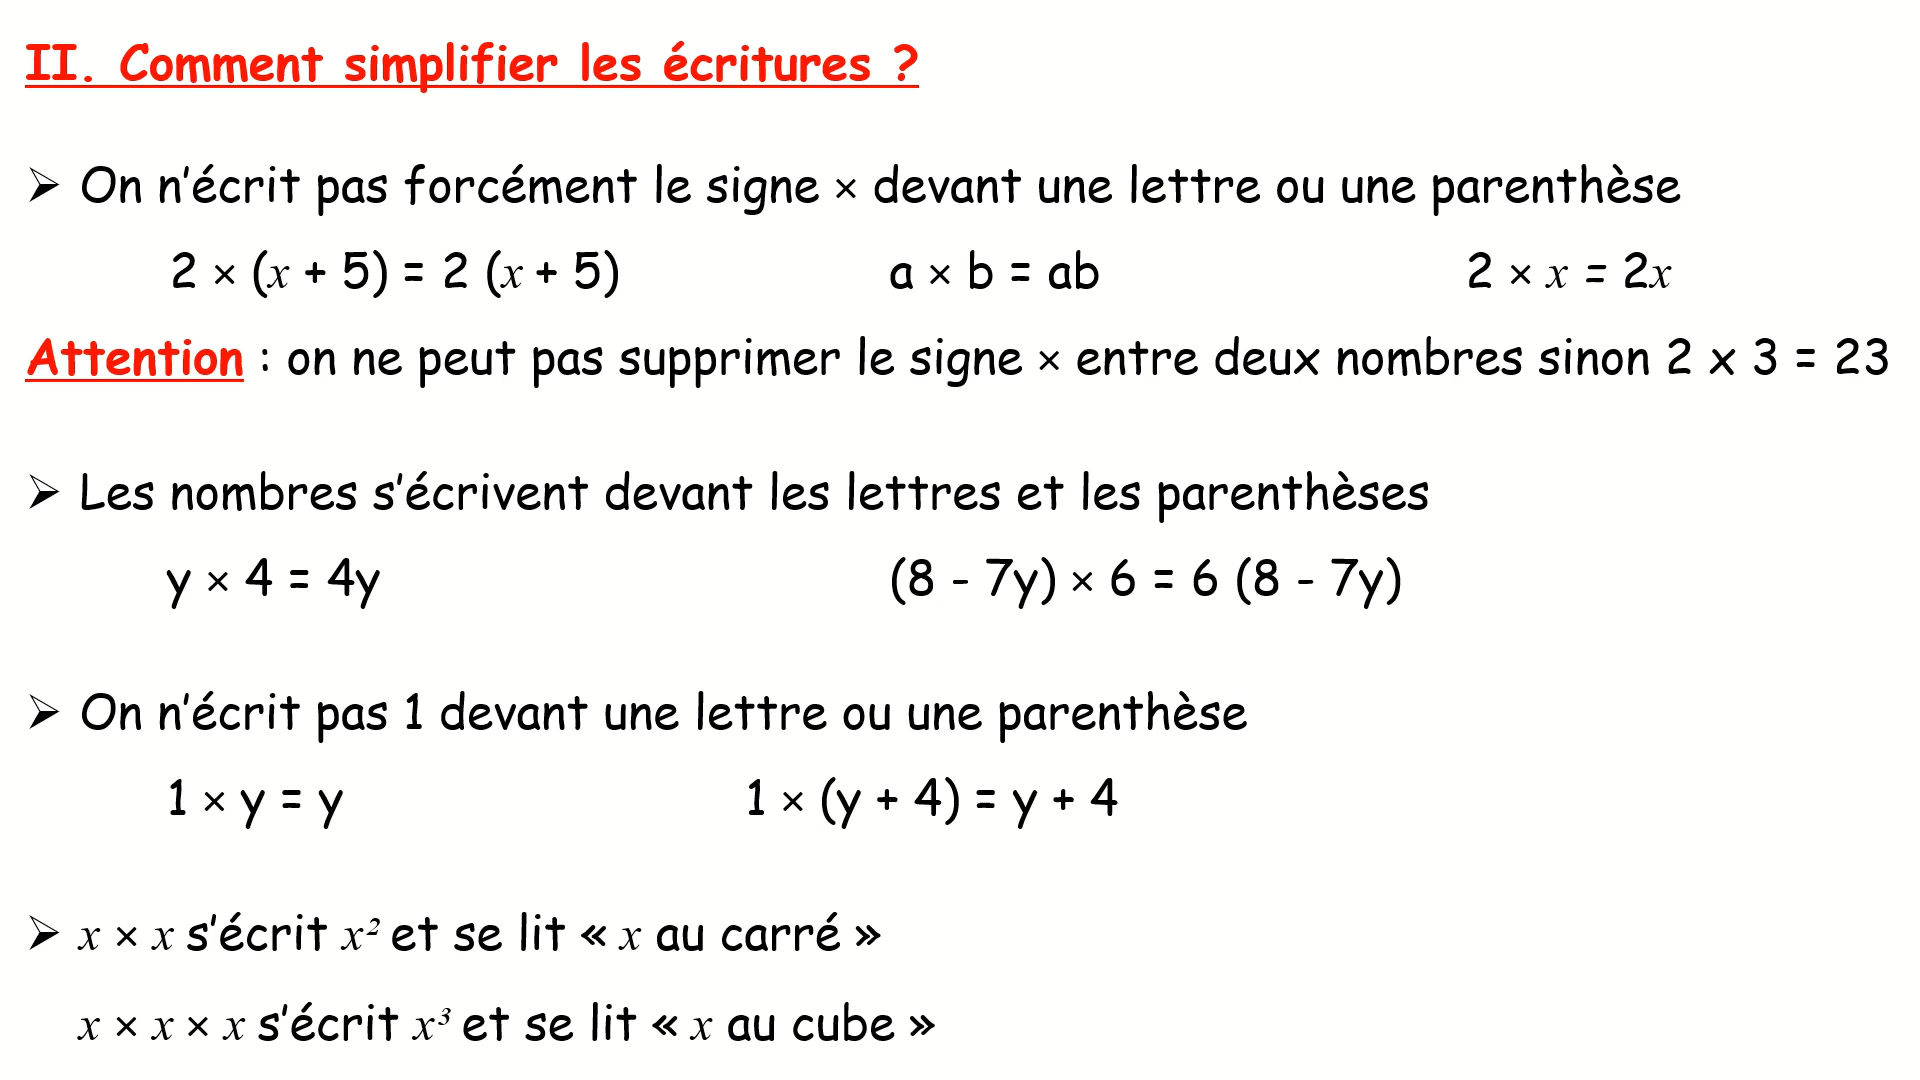 II. Comment simplifier les écritures ?
➢ On n’écrit pas forcément le signe × devant une lettre ou une parenthèse
2 × (x + 5) = 2 (x + 5) a × b = ab 2 × x = 2x
Attention : on ne peut pas supprimer le signe × entre deux nombres sinon 2 x 3 = 23
➢ Les nombres s’écrivent devant les lettres et les parenthèses
y × 4 = 4y (8 - 7y) × 6 = 6 (8 - 7y)
➢ On n’écrit pas 1 devant une lettre ou une parenthèse
1 × y = y 1 × (y + 4) = y + 4
➢ x × x s’écrit x² et se lit « x au carré »
x × x × x s’écrit x³ et se lit « x au cube »